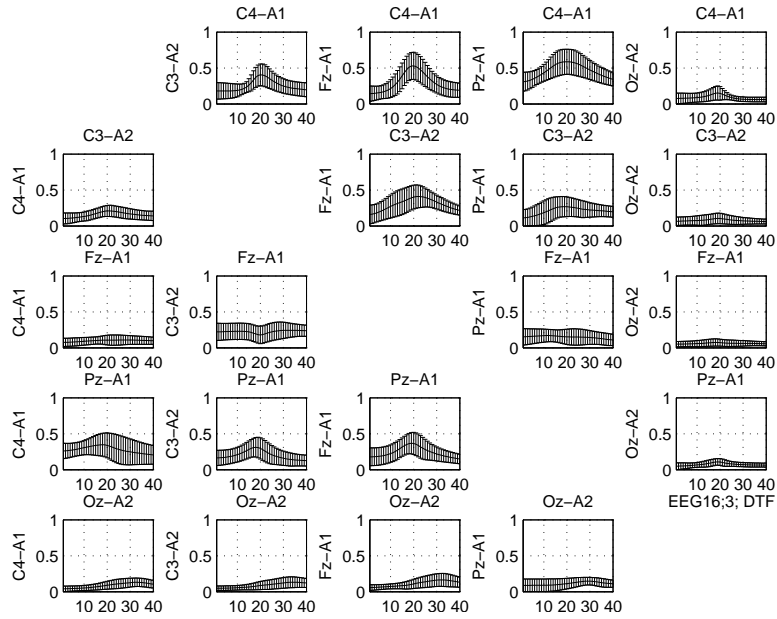 C4−A1 C4−A1 C4−A1 C4−A1
1 1 1 1
0.5 0.5 0.5 0.5
0 0 0 0
C3−A2 Fz−A1 Pz−A1 Oz−A2
10 20 30 40 10 20 30 40 10 20 30 40 10 20 30 40
C3−A2 C3−A2 C3−A2 C3−A2
1 1 1 1
0.5 0.5 0.5 0.5
0 0 0 0
C4−A1 Fz−A1 Pz−A1 Oz−A2
10 20 30 40 10 20 30 40 10 20 30 40 10 20 30 40
Fz−A1 Fz−A1 Fz−A1 Fz−A1
1 1 1 1
0.5 0.5 0.5 0.5
0 0 0 0
C4−A1 C3−A2 Pz−A1 Oz−A2
10 20 30 40 10 20 30 40 10 20 30 40 10 20 30 40
Pz−A1 Pz−A1 Pz−A1 Pz−A1
1 1 1 1
0.5 0.5 0.5 0.5
0 0 0 0
C4−A1 C3−A2 Fz−A1 Oz−A2
10 20 30 40 10 20 30 40 10 20 30 40 10 20 30 40
Oz−A2 Oz−A2 Oz−A2 Oz−A2 EEG16;3; DTF
1 1 1 1
0.5 0.5 0.5 0.5
0 0 0 0
C4−A1 C3−A2 Fz−A1 Pz−A1
10 20 30 40 10 20 30 40 10 20 30 40 10 20 30 40